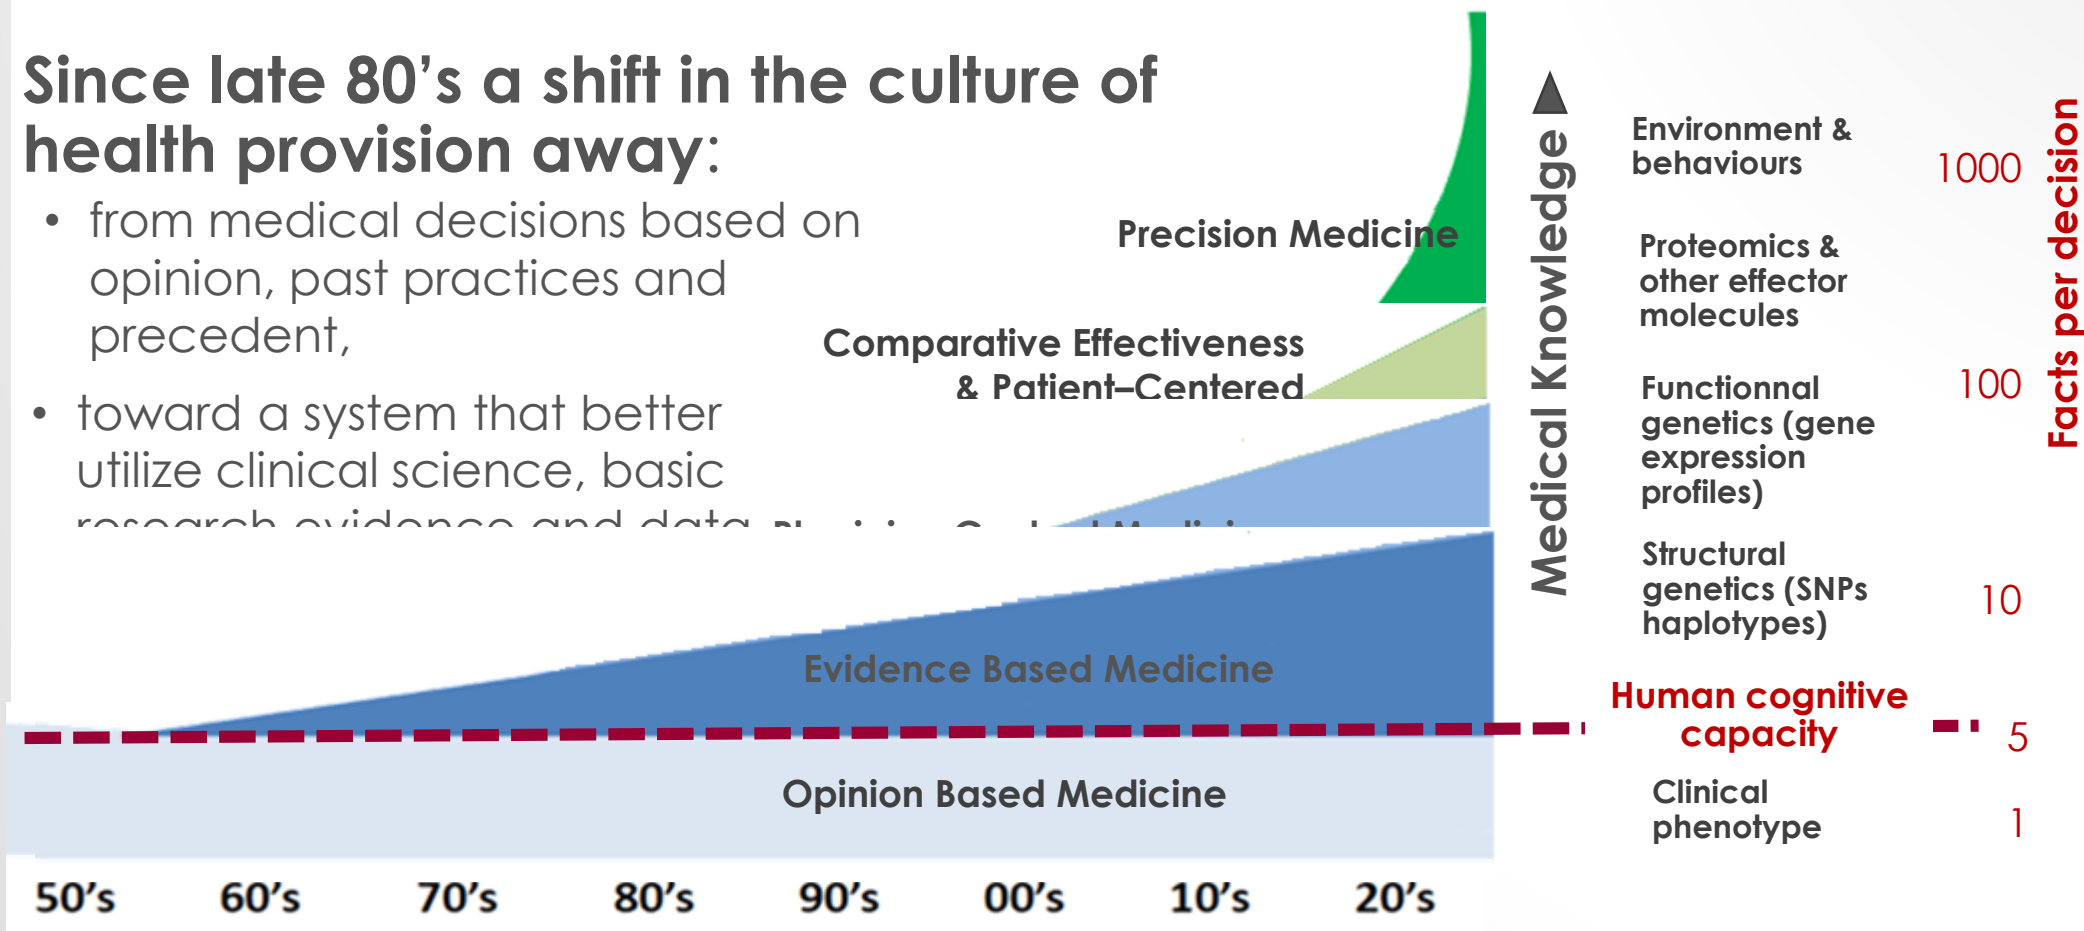 Since late 80’s a shift in the culture of
health provision away:
• from medical decisions based on
opinion, past practices and
precedent,
• toward a system that better
utilize clinical science, basic
research evidence and data
Precision Medicine
Comparative Effectiveness
& Patient–Centered
Evidence Based Medicine
Opinion Based Medicine
50’s 60’s 70’s 80’s 90’s 00’s 10’s 20’s
Medical Knowledge
Environment &
behaviours
Proteomics &
other effector
molecules
Functionnal
genetics (gene
expression
profiles)
Structural
genetics (SNPs
haplotypes)
Human cognitive
capacity
Clinical
phenotype
1000
100
10
5
1
Facts per decision